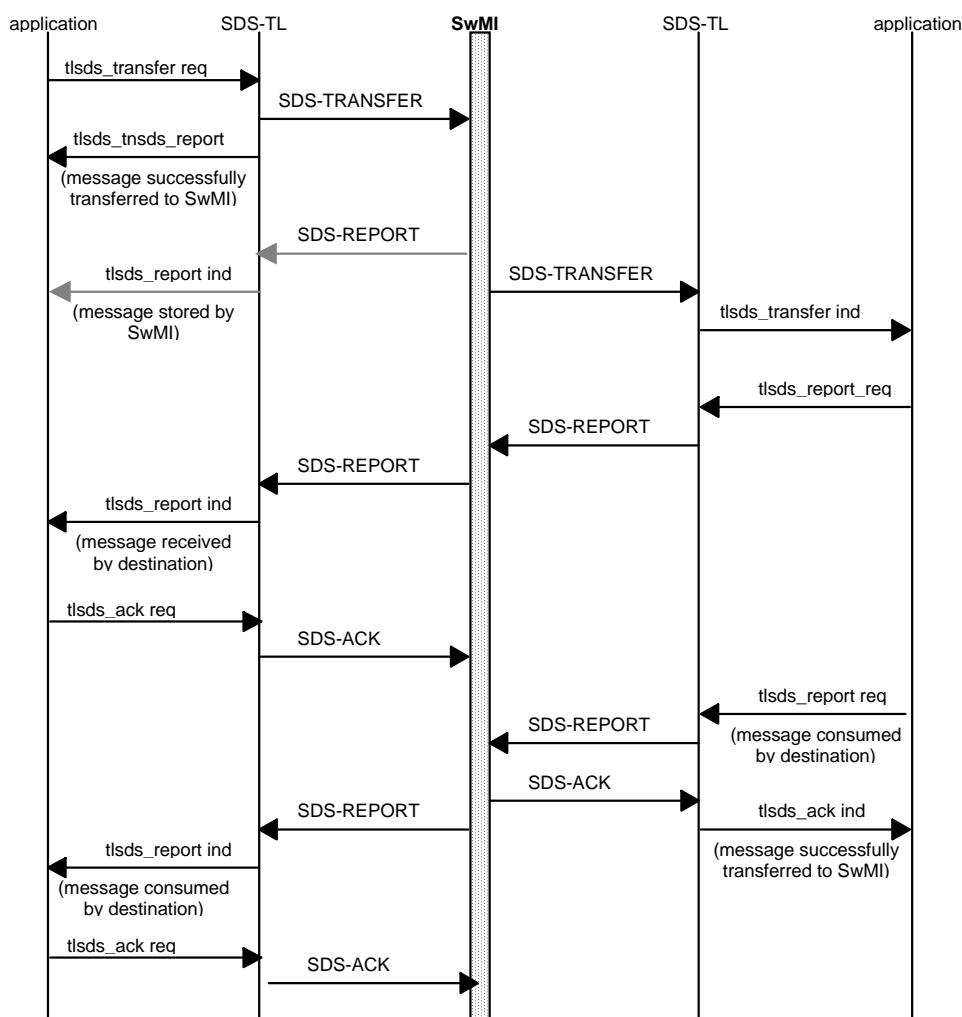 application
SDS-TL
SwMI
SDS-TL
application
tlsds_transfer req
SDS-TRANSFER
tlsds_tnsds_report
(message successfully
transferred to SwMI)
SDS-REPORT
SDS-TRANSFER
tlsds_report ind
(message stored by
SwMI)
tlsds_transfer ind
tlsds_report_req
SDS-REPORT
SDS-REPORT
tlsds_report ind
(message received
by destination)
tlsds_ack req
SDS-ACK
tlsds_report req
SDS-REPORT
(message consumed
by destination)
SDS-ACK
SDS-REPORT
tlsds_ack ind
(message successfully
transferred to SwMI)
tlsds_report ind
(message consumed
by destination)
tlsds_ack req
SDS-ACK